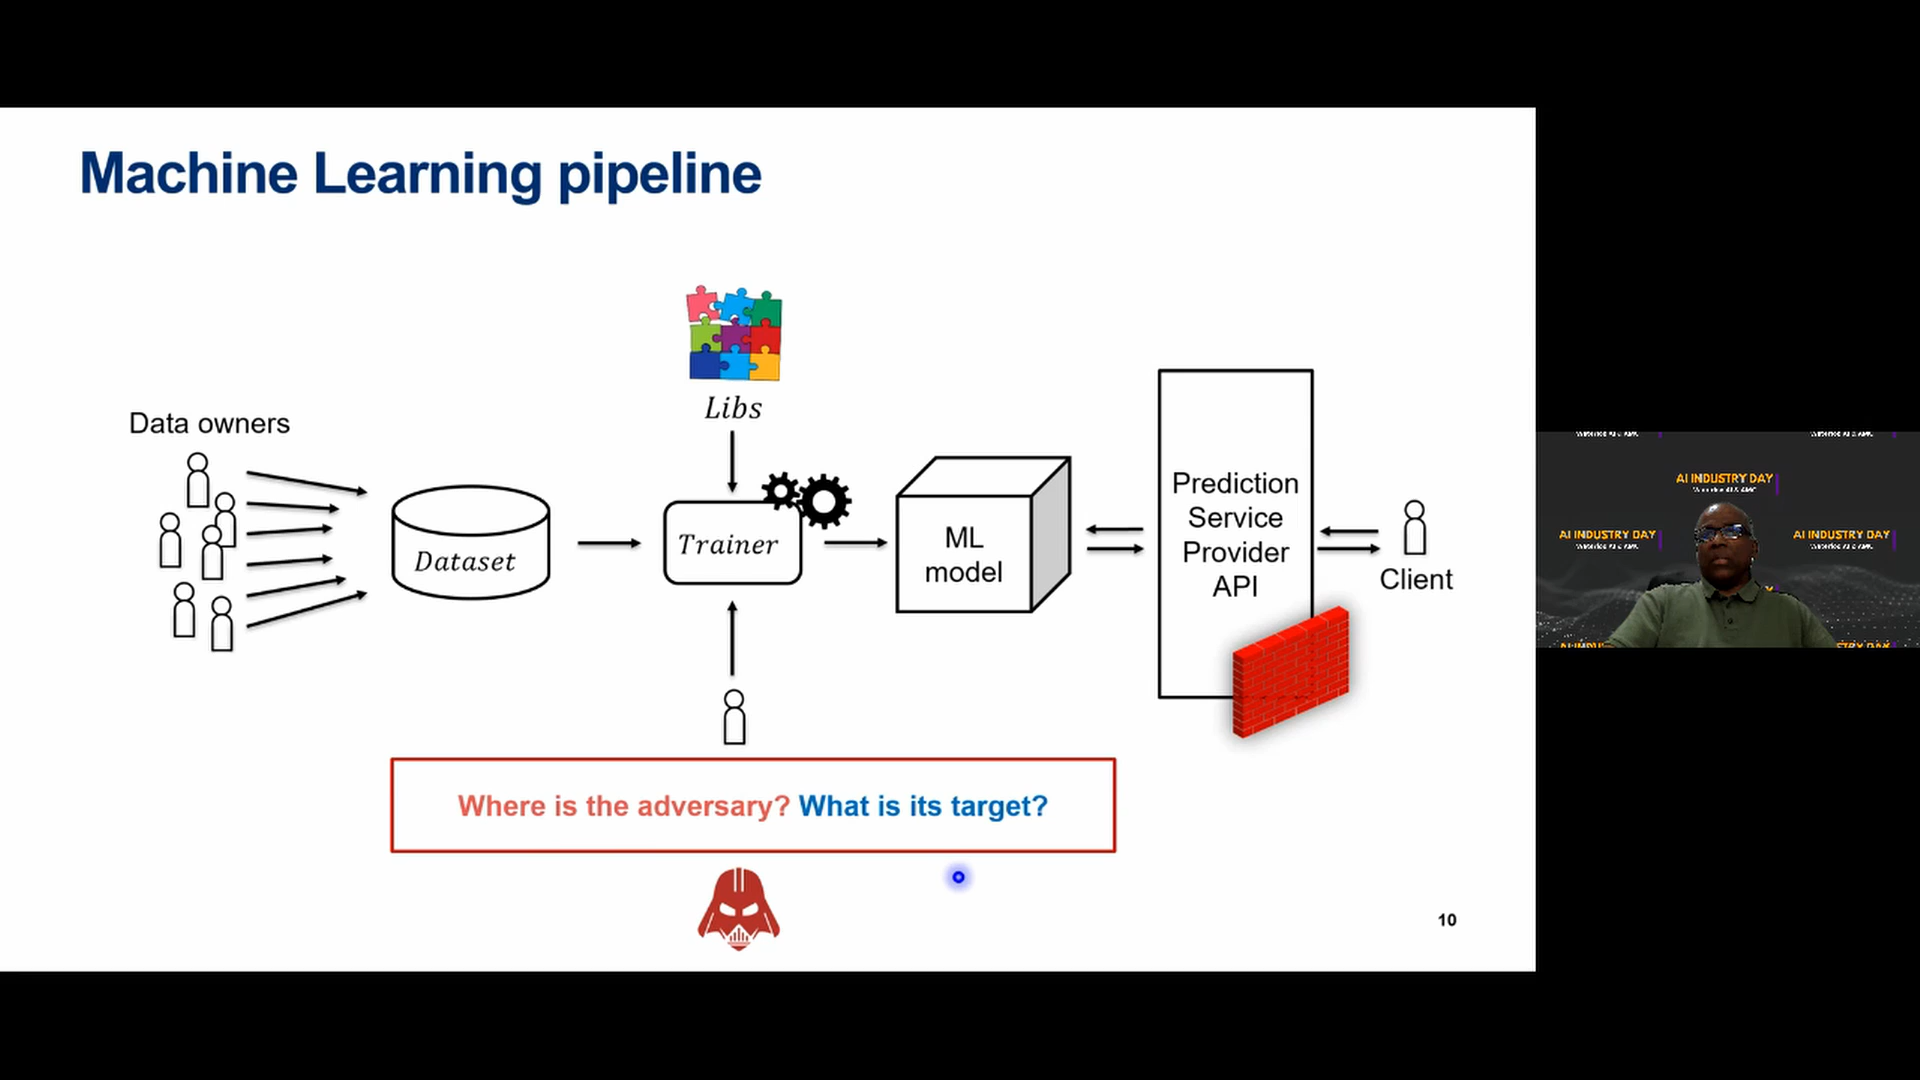 Machine Learning pipeline
Libs
Data owners
Dataset
Trainer
ML
model
Prediction
Service
Provider
API
Client
Where is the adversary? What is its target?
10
AI INDUSTRY DAY
AI INDUSTRY DAY
AI INDUSTRY DAY